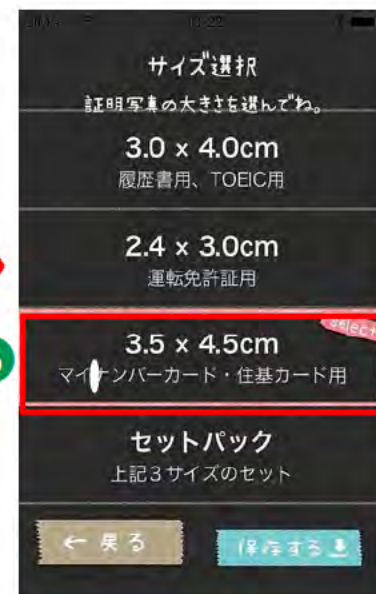 サイズ選択
証明写真の大きさを選んでね。
3.0 × 4.0cm
履歴書用、TOEIC用
2.4 × 3.0cm
運転免許証用
select
3.5 × 4.5cm
マイナンバーカード・住基カード用
セットパック
上記3サイズのセット
← 戻る
保存する